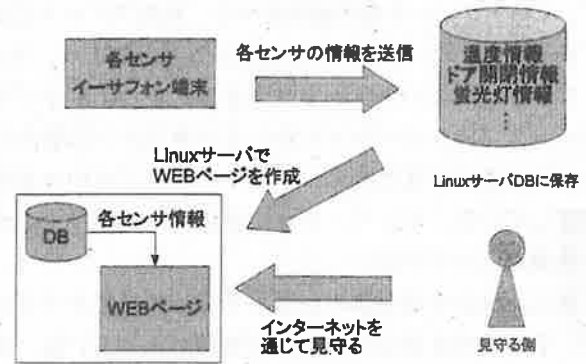 各センサ
イーサフォン端末
各センサの情報を送信
温度情報
ドア開閉情報
蛍光灯情報
⋮
LinuxサーバDBに保存
Linuxサーバで
WEBページを作成
DB
各センサ情報
WEBページ
インターネットを
通じて見守る
見守る側